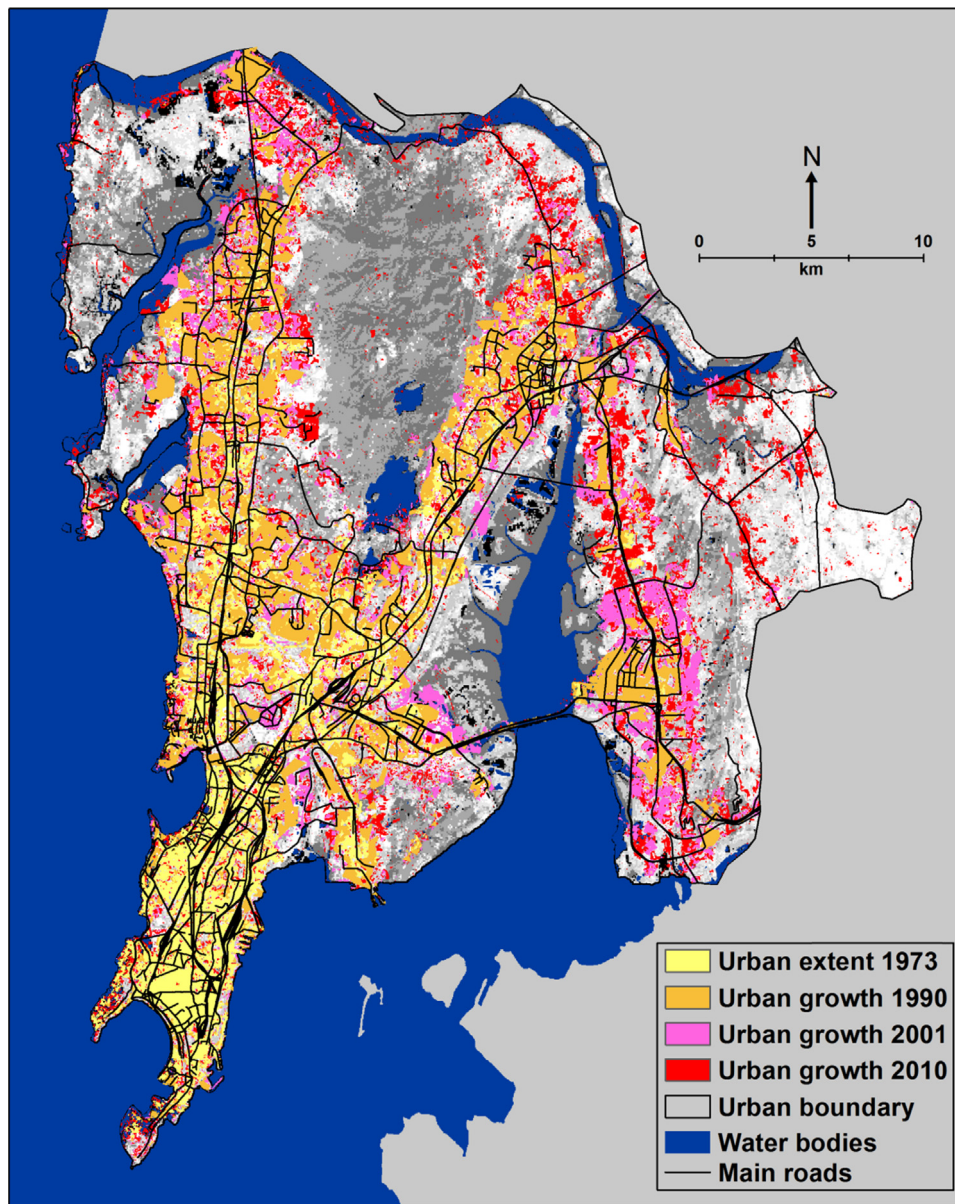 N
0 5 10
km
Urban extent 1973
Urban growth 1990
Urban growth 2001
Urban growth 2010
Urban boundary
Water bodies
Main roads